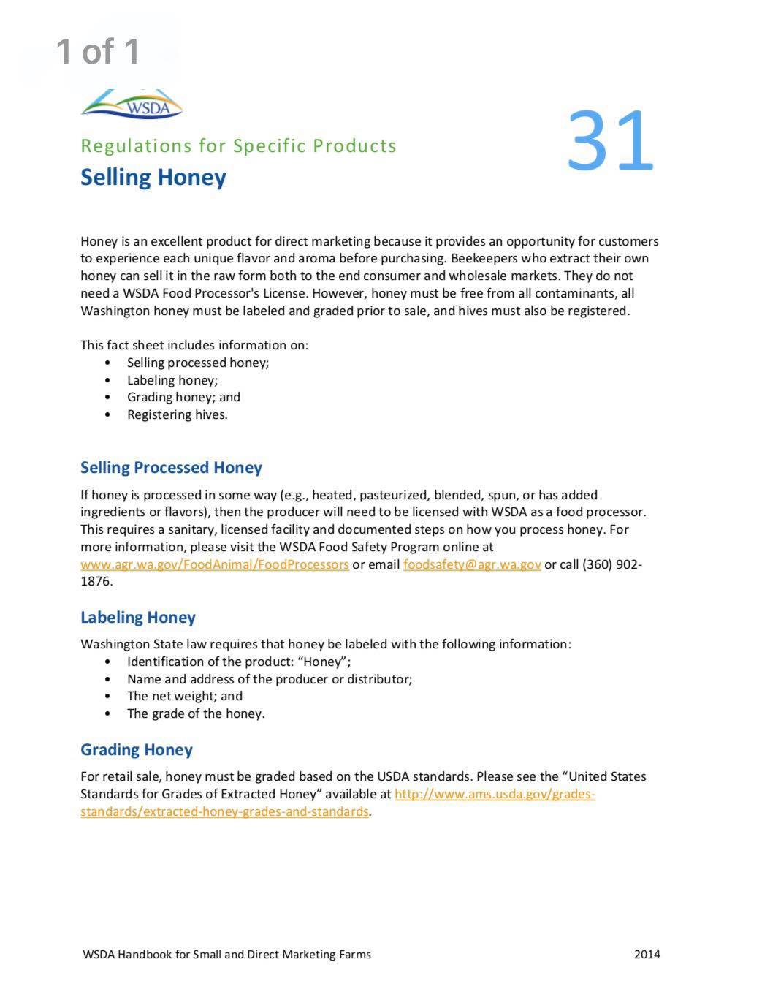 1 of 1
WSDA
31
Regulations for Specific Products
Selling Honey
Honey is an excellent product for direct marketing because it provides an opportunity for customers
to experience each unique flavor and aroma before purchasing. Beekeepers who extract their own
honey can sell it in the raw form both to the end consumer and wholesale markets. They do not
need a WSDA Food Processor's License. However, honey must be free from all contaminants, all
Washington honey must be labeled and graded prior to sale, and hives must also be registered.
This fact sheet includes information on:
• Selling processed honey;
• Labeling honey;
• Grading honey; and
• Registering hives.
Selling Processed Honey
If honey is processed in some way (e.g., heated, pasteurized, blended, spun, or has added
ingredients or flavors), then the producer will need to be licensed with WSDA as a food processor.
This requires a sanitary, licensed facility and documented steps on how you process honey. For
more information, please visit the WSDA Food Safety Program online at
www.agr.wa.gov/FoodAnimal/FoodProcessors or email foodsafety@agr.wa.gov or call (360) 902-
1876.
Labeling Honey
Washington State law requires that honey be labeled with the following information:
• Identification of the product: “Honey”;
• Name and address of the producer or distributor;
• The net weight; and
• The grade of the honey.
Grading Honey
For retail sale, honey must be graded based on the USDA standards. Please see the “United States
Standards for Grades of Extracted Honey” available at http://www.ams.usda.gov/grades-
standards/extracted-honey-grades-and-standards.
WSDA Handbook for Small and Direct Marketing Farms 2014